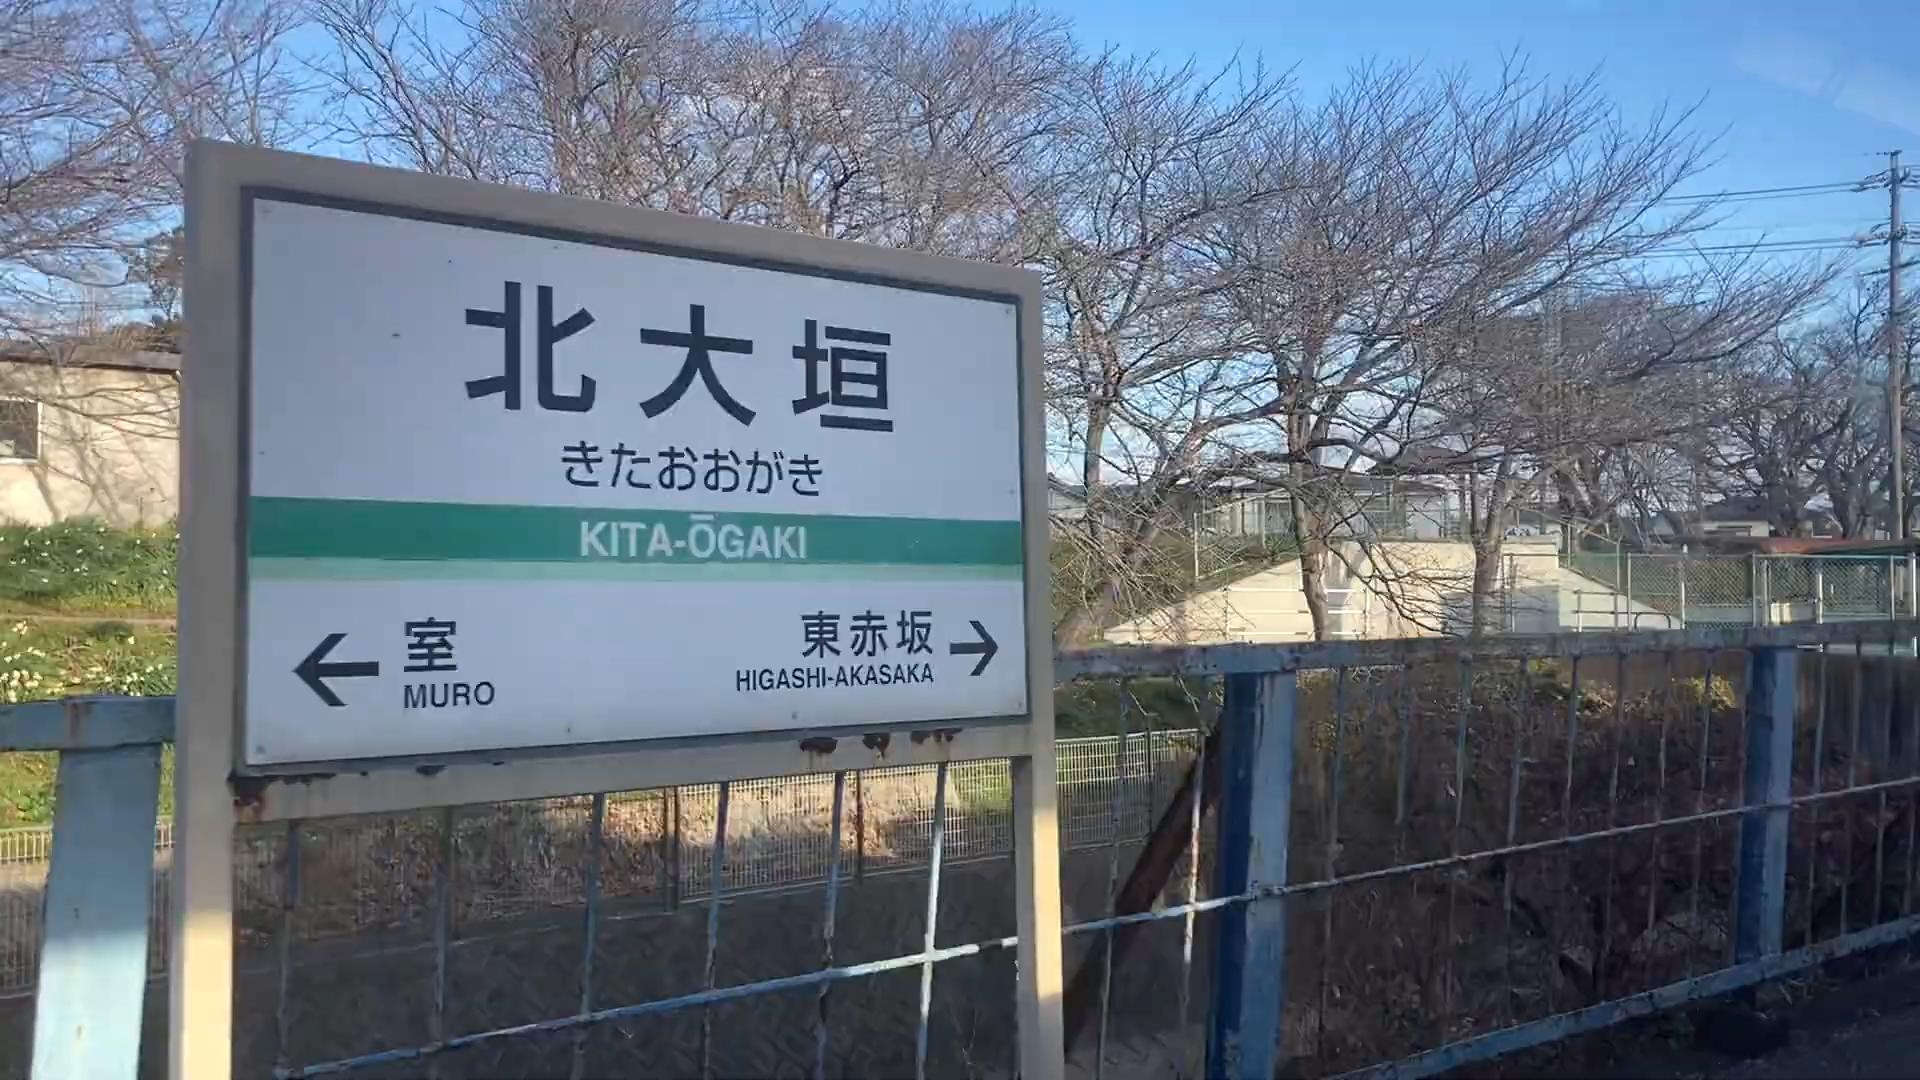 北大垣
きたおおがき
KITA-ŌGAKI
← 室
MURO
東赤坂 →
HIGASHI-AKASAKA